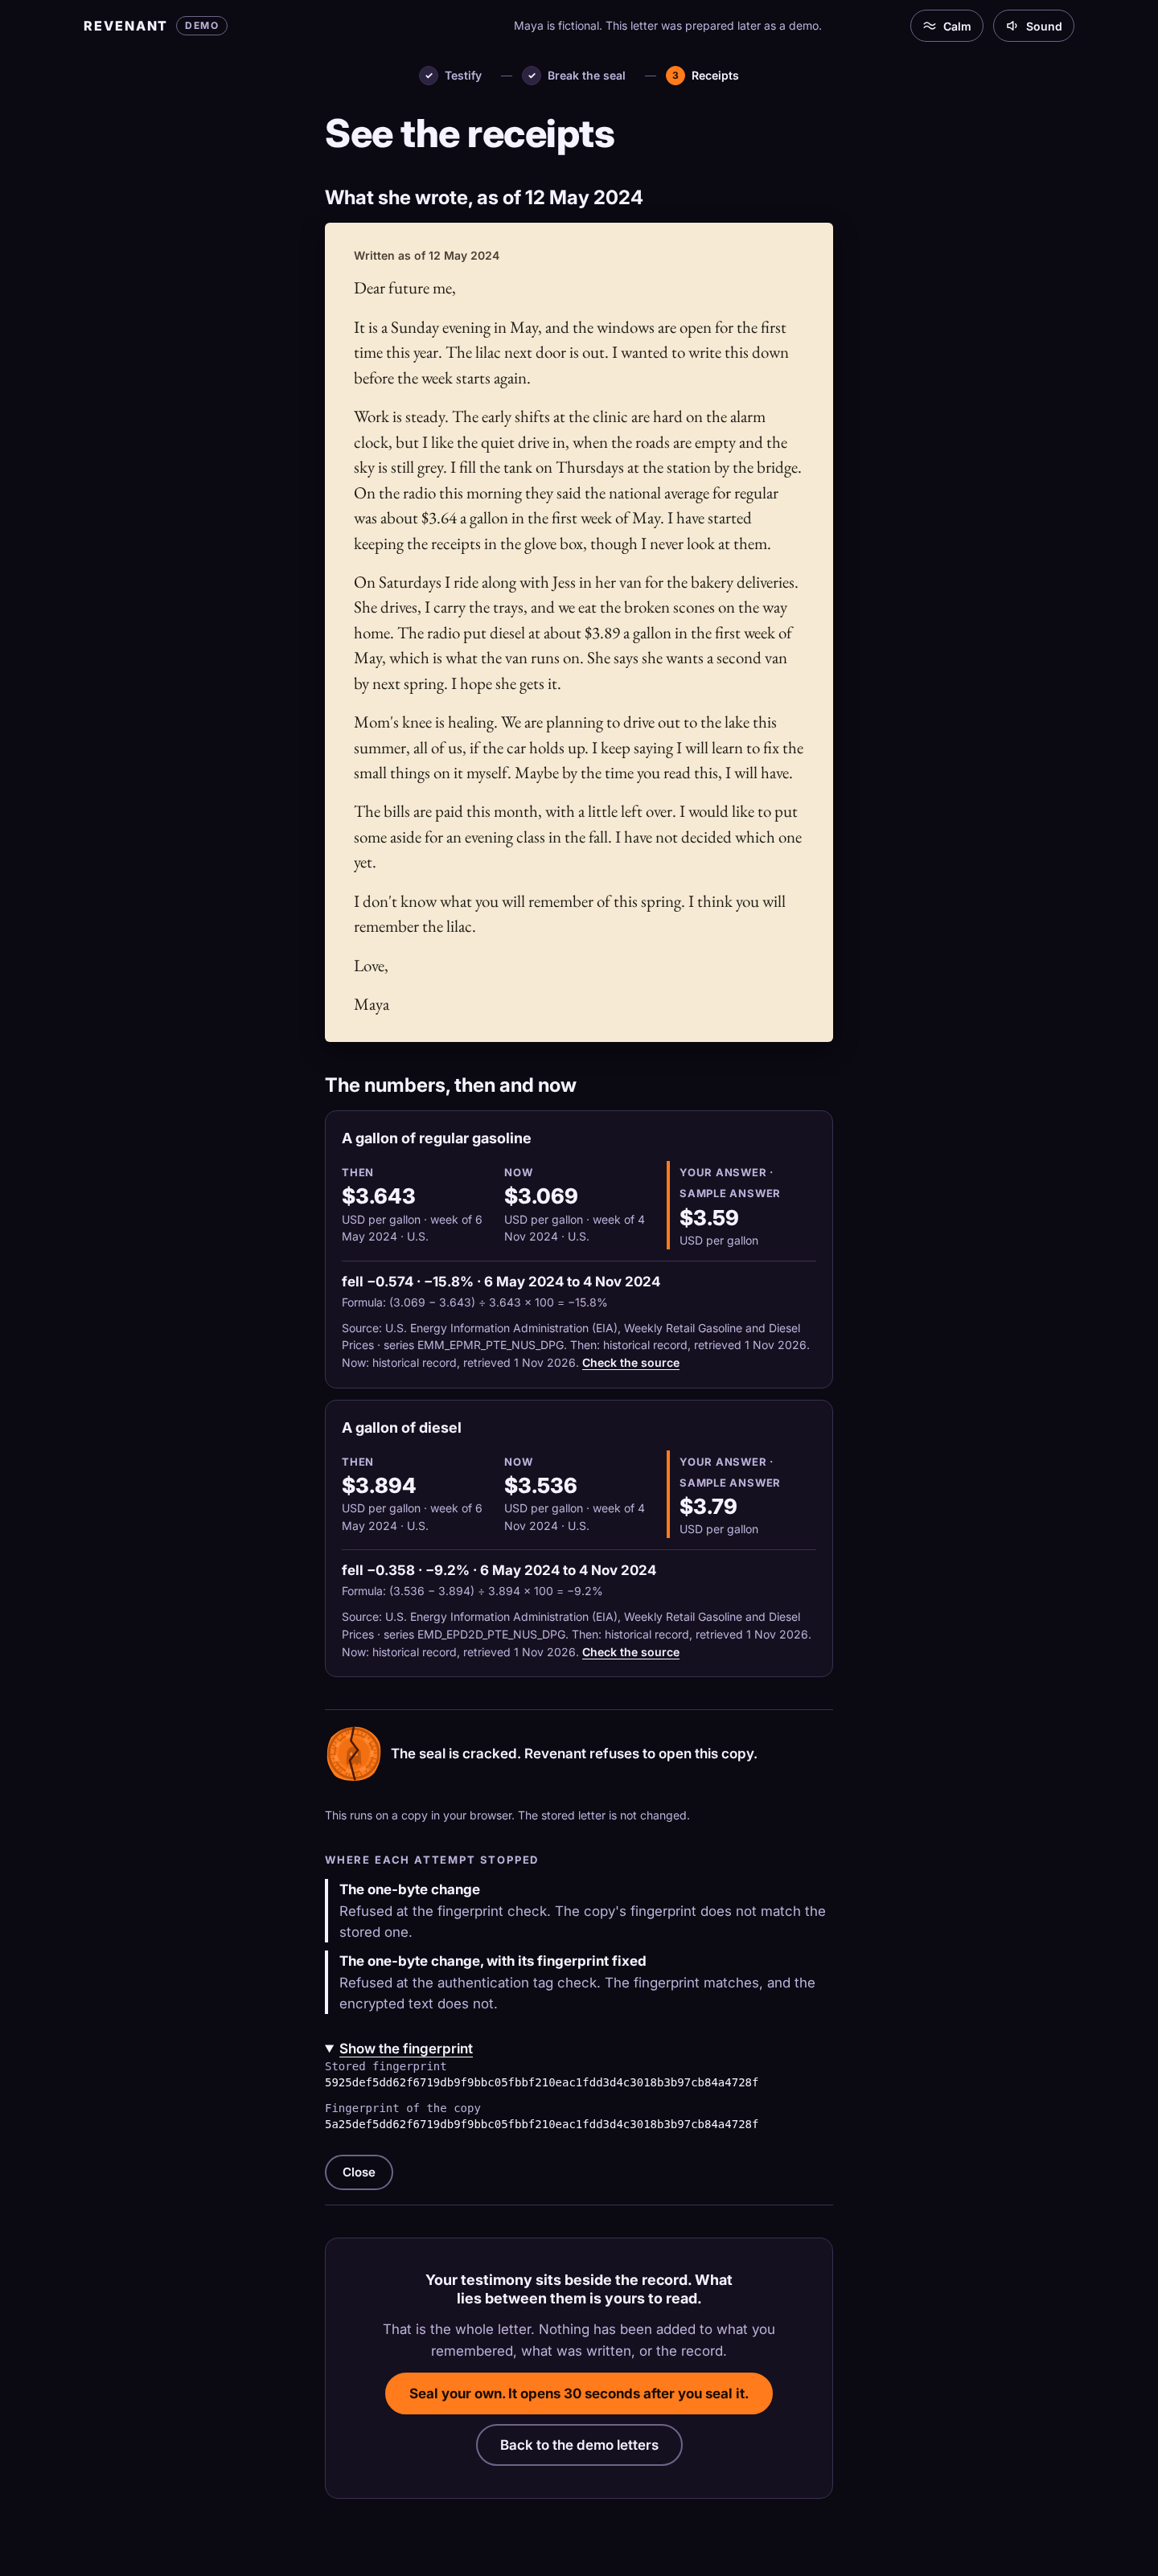 REVENANT DEMO Maya is fictional. This letter was prepared later as a demo. Calm Sound
Testify — Break the seal — 3 Receipts
See the receipts
What she wrote, as of 12 May 2024
Written as of 12 May 2024
Dear future me,
It is a Sunday evening in May, and the windows are open for the first
time this year. The lilac next door is out. I wanted to write this down
before the week starts again.
Work is steady. The early shifts at the clinic are hard on the alarm
clock, but I like the quiet drive in, when the roads are empty and the
sky is still grey. I fill the tank on Thursdays at the station by the bridge.
On the radio this morning they said the national average for regular
was about $3.64 a gallon in the first week of May. I have started
keeping the receipts in the glove box, though I never look at them.
On Saturdays I ride along with Jess in her van for the bakery deliveries.
She drives, I carry the trays, and we eat the broken scones on the way
home. The radio put diesel at about $3.89 a gallon in the first week of
May, which is what the van runs on. She says she wants a second van
by next spring. I hope she gets it.
Mom's knee is healing. We are planning to drive out to the lake this
summer, all of us, if the car holds up. I keep saying I will learn to fix the
small things on it myself. Maybe by the time you read this, I will have.
The bills are paid this month, with a little left over. I would like to put
some aside for an evening class in the fall. I have not decided which one
yet.
I don't know what you will remember of this spring. I think you will
remember the lilac.
Love,
Maya
The numbers, then and now
A gallon of regular gasoline
THEN
$3.643
USD per gallon · week of 6
May 2024 · U.S.
NOW
$3.069
USD per gallon · week of 4
Nov 2024 · U.S.
YOUR ANSWER ·
SAMPLE ANSWER
$3.59
USD per gallon
fell −0.574 · −15.8% · 6 May 2024 to 4 Nov 2024
Formula: (3.069 − 3.643) ÷ 3.643 × 100 = −15.8%
Source: U.S. Energy Information Administration (EIA), Weekly Retail Gasoline and Diesel
Prices · series EMM_EPMR_PTE_NUS_DPG. Then: historical record, retrieved 1 Nov 2026.
Now: historical record, retrieved 1 Nov 2026. Check the source
A gallon of diesel
THEN
$3.894
USD per gallon · week of 6
May 2024 · U.S.
NOW
$3.536
USD per gallon · week of 4
Nov 2024 · U.S.
YOUR ANSWER ·
SAMPLE ANSWER
$3.79
USD per gallon
fell −0.358 · −9.2% · 6 May 2024 to 4 Nov 2024
Formula: (3.536 − 3.894) ÷ 3.894 × 100 = −9.2%
Source: U.S. Energy Information Administration (EIA), Weekly Retail Gasoline and Diesel
Prices · series EMD_EPD2D_PTE_NUS_DPG. Then: historical record, retrieved 1 Nov 2026.
Now: historical record, retrieved 1 Nov 2026. Check the source
The seal is cracked. Revenant refuses to open this copy.
This runs on a copy in your browser. The stored letter is not changed.
WHERE EACH ATTEMPT STOPPED
The one-byte change
Refused at the fingerprint check. The copy's fingerprint does not match the
stored one.
The one-byte change, with its fingerprint fixed
Refused at the authentication tag check. The fingerprint matches, and the
encrypted text does not.
Show the fingerprint
Stored fingerprint
5925def5dd62f6719db9f9bbc05fbbf210eac1fdd3d4c3018b3b97cb84a4728f
Fingerprint of the copy
5a25def5dd62f6719db9f9bbc05fbbf210eac1fdd3d4c3018b3b97cb84a4728f
Close
Your testimony sits beside the record. What
lies between them is yours to read.
That is the whole letter. Nothing has been added to what you
remembered, what was written, or the record.
Seal your own. It opens 30 seconds after you seal it.
Back to the demo letters